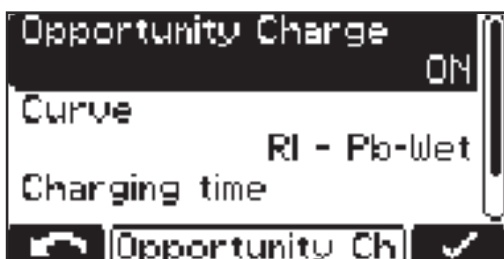 Opportunity Charge
ON
Curve
RI - Pb-Wet
Charging time
Opportunity Ch